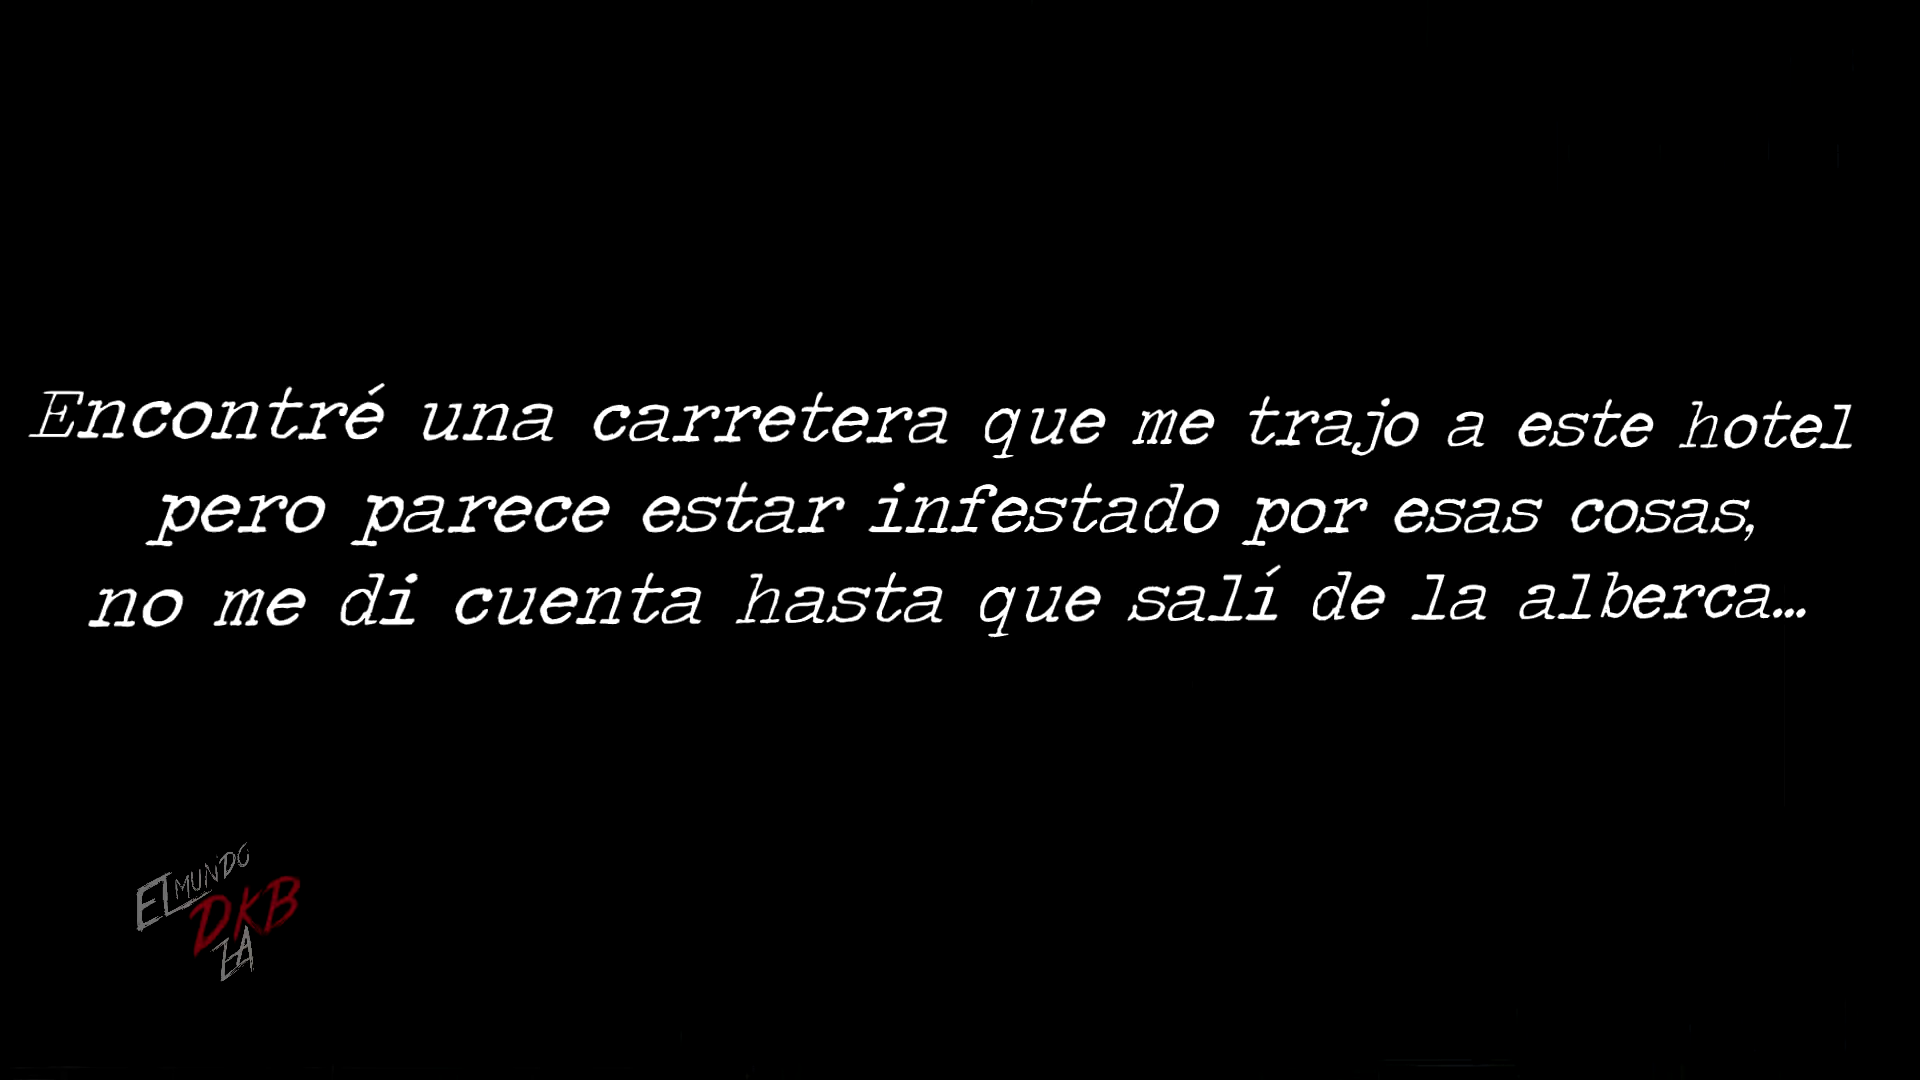 Encontré una carretera que me trajo a este hotel
pero parece estar infestado por esas cosas,
no me di cuenta hasta que salí de la alberca...
EL MUNDO
DKB
ZA